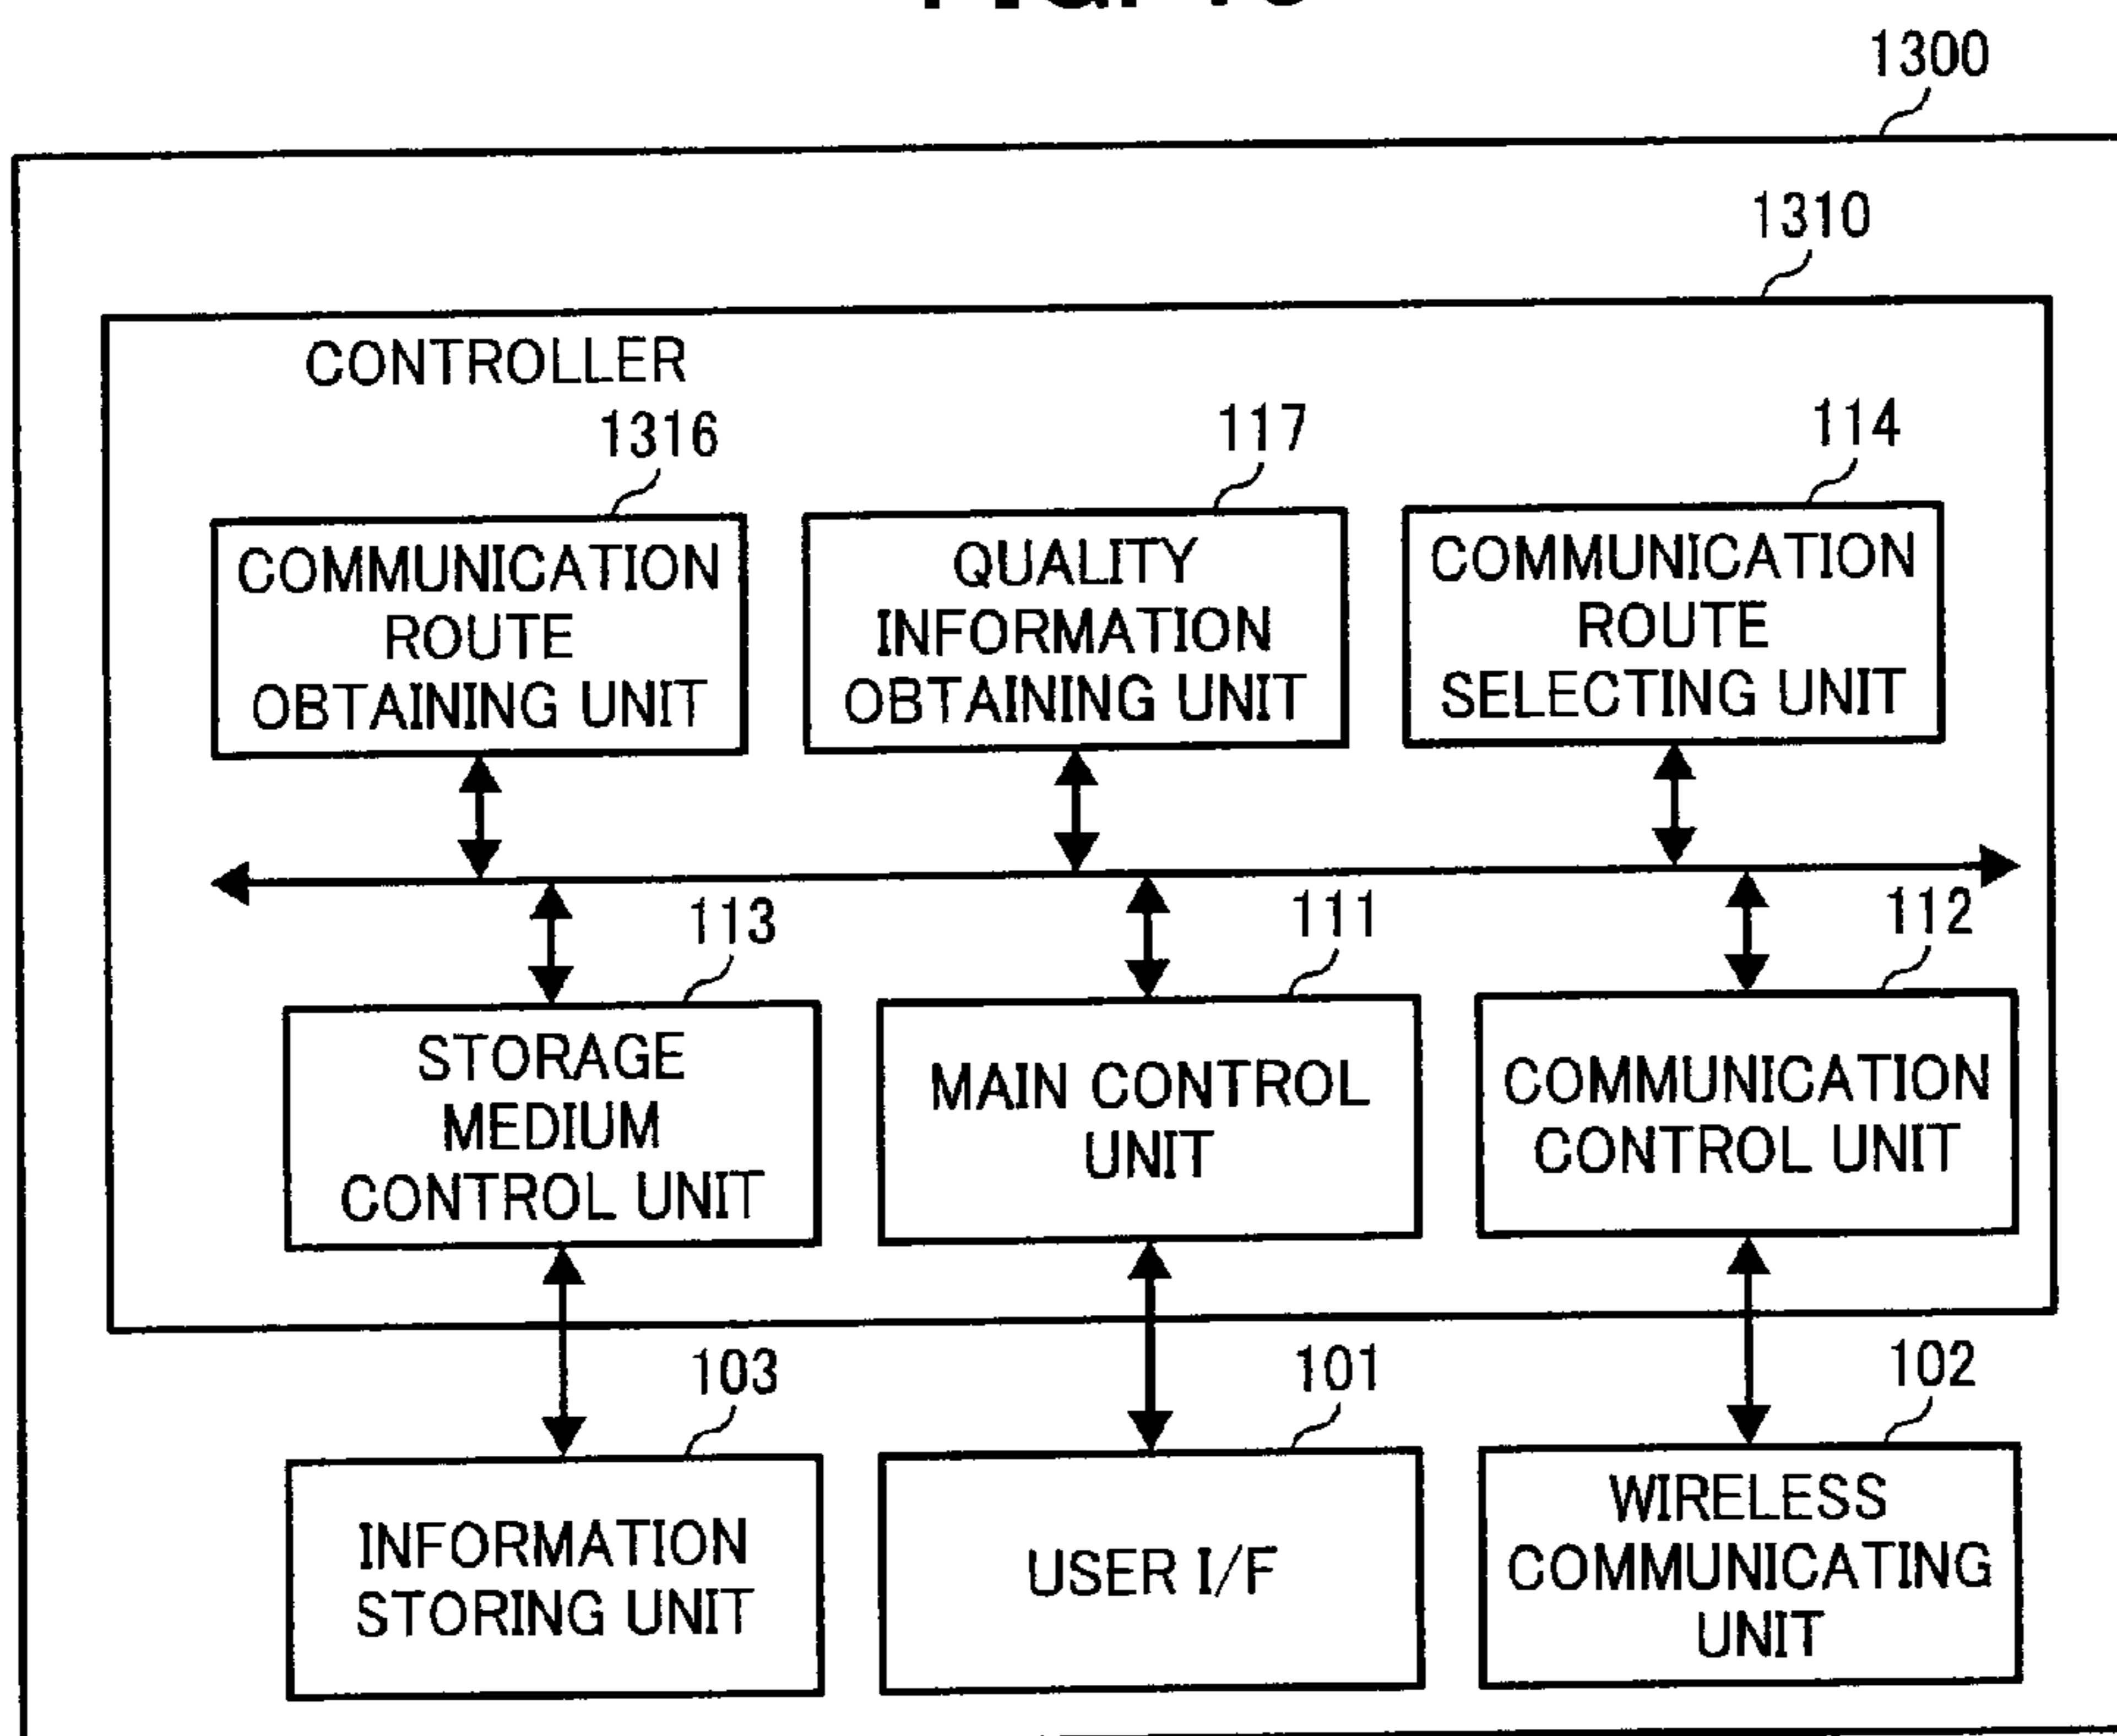 1300
1310
CONTROLLER
1316
117
114
COMMUNICATION
ROUTE
OBTAINING UNIT
QUALITY
INFORMATION
OBTAINING UNIT
COMMUNICATION
ROUTE
SELECTING UNIT
113
111
112
STORAGE
MEDIUM
CONTROL UNIT
MAIN CONTROL
UNIT
COMMUNICATION
CONTROL UNIT
103
101
102
INFORMATION
STORING UNIT
USER I/F
WIRELESS
COMMUNICATING
UNIT